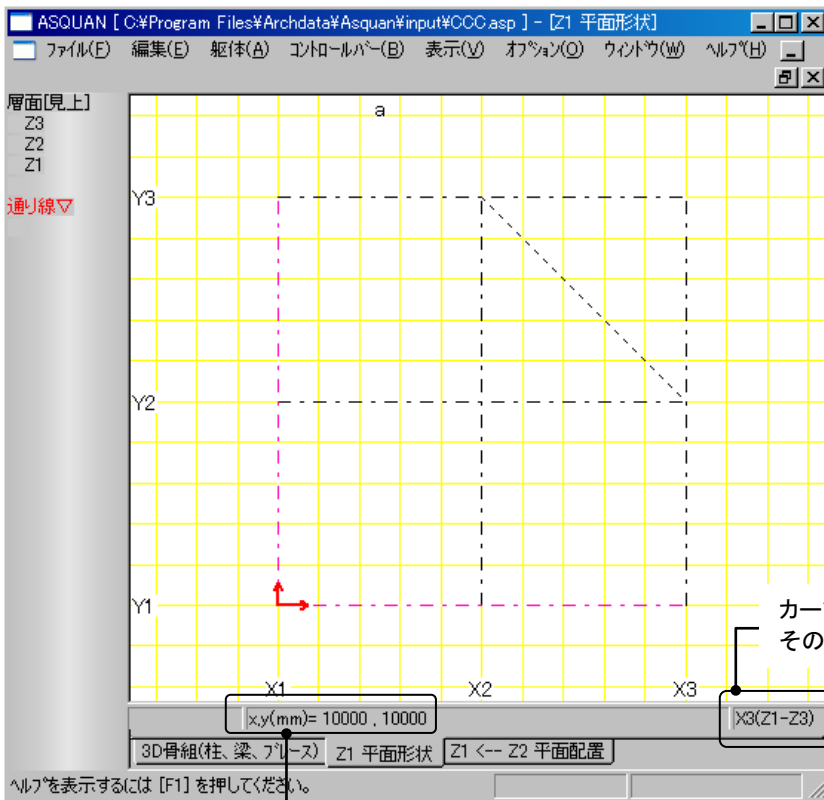 ASQUAN [ C:¥Program Files¥Archdata¥Asquan¥input¥CCC.asp ] - [Z1 平面形状]
ファイル(F) 編集(E) 躯体(A) コントロールバー(B) 表示(V) オプション(O) ウィンドウ(W) ヘルプ(H)
層面[見上]
Z3
Z2
Z1
通り線▽
a
Y3
Y2
Y1
カー
その
X1 X2 X3
x,y(mm)= 10000 , 10000
X3(Z1-Z3)
3D骨組(柱、梁、ブレース) Z1 平面形状 Z1 <-- Z2 平面配置
ヘルプを表示するには [F1] を押してください。